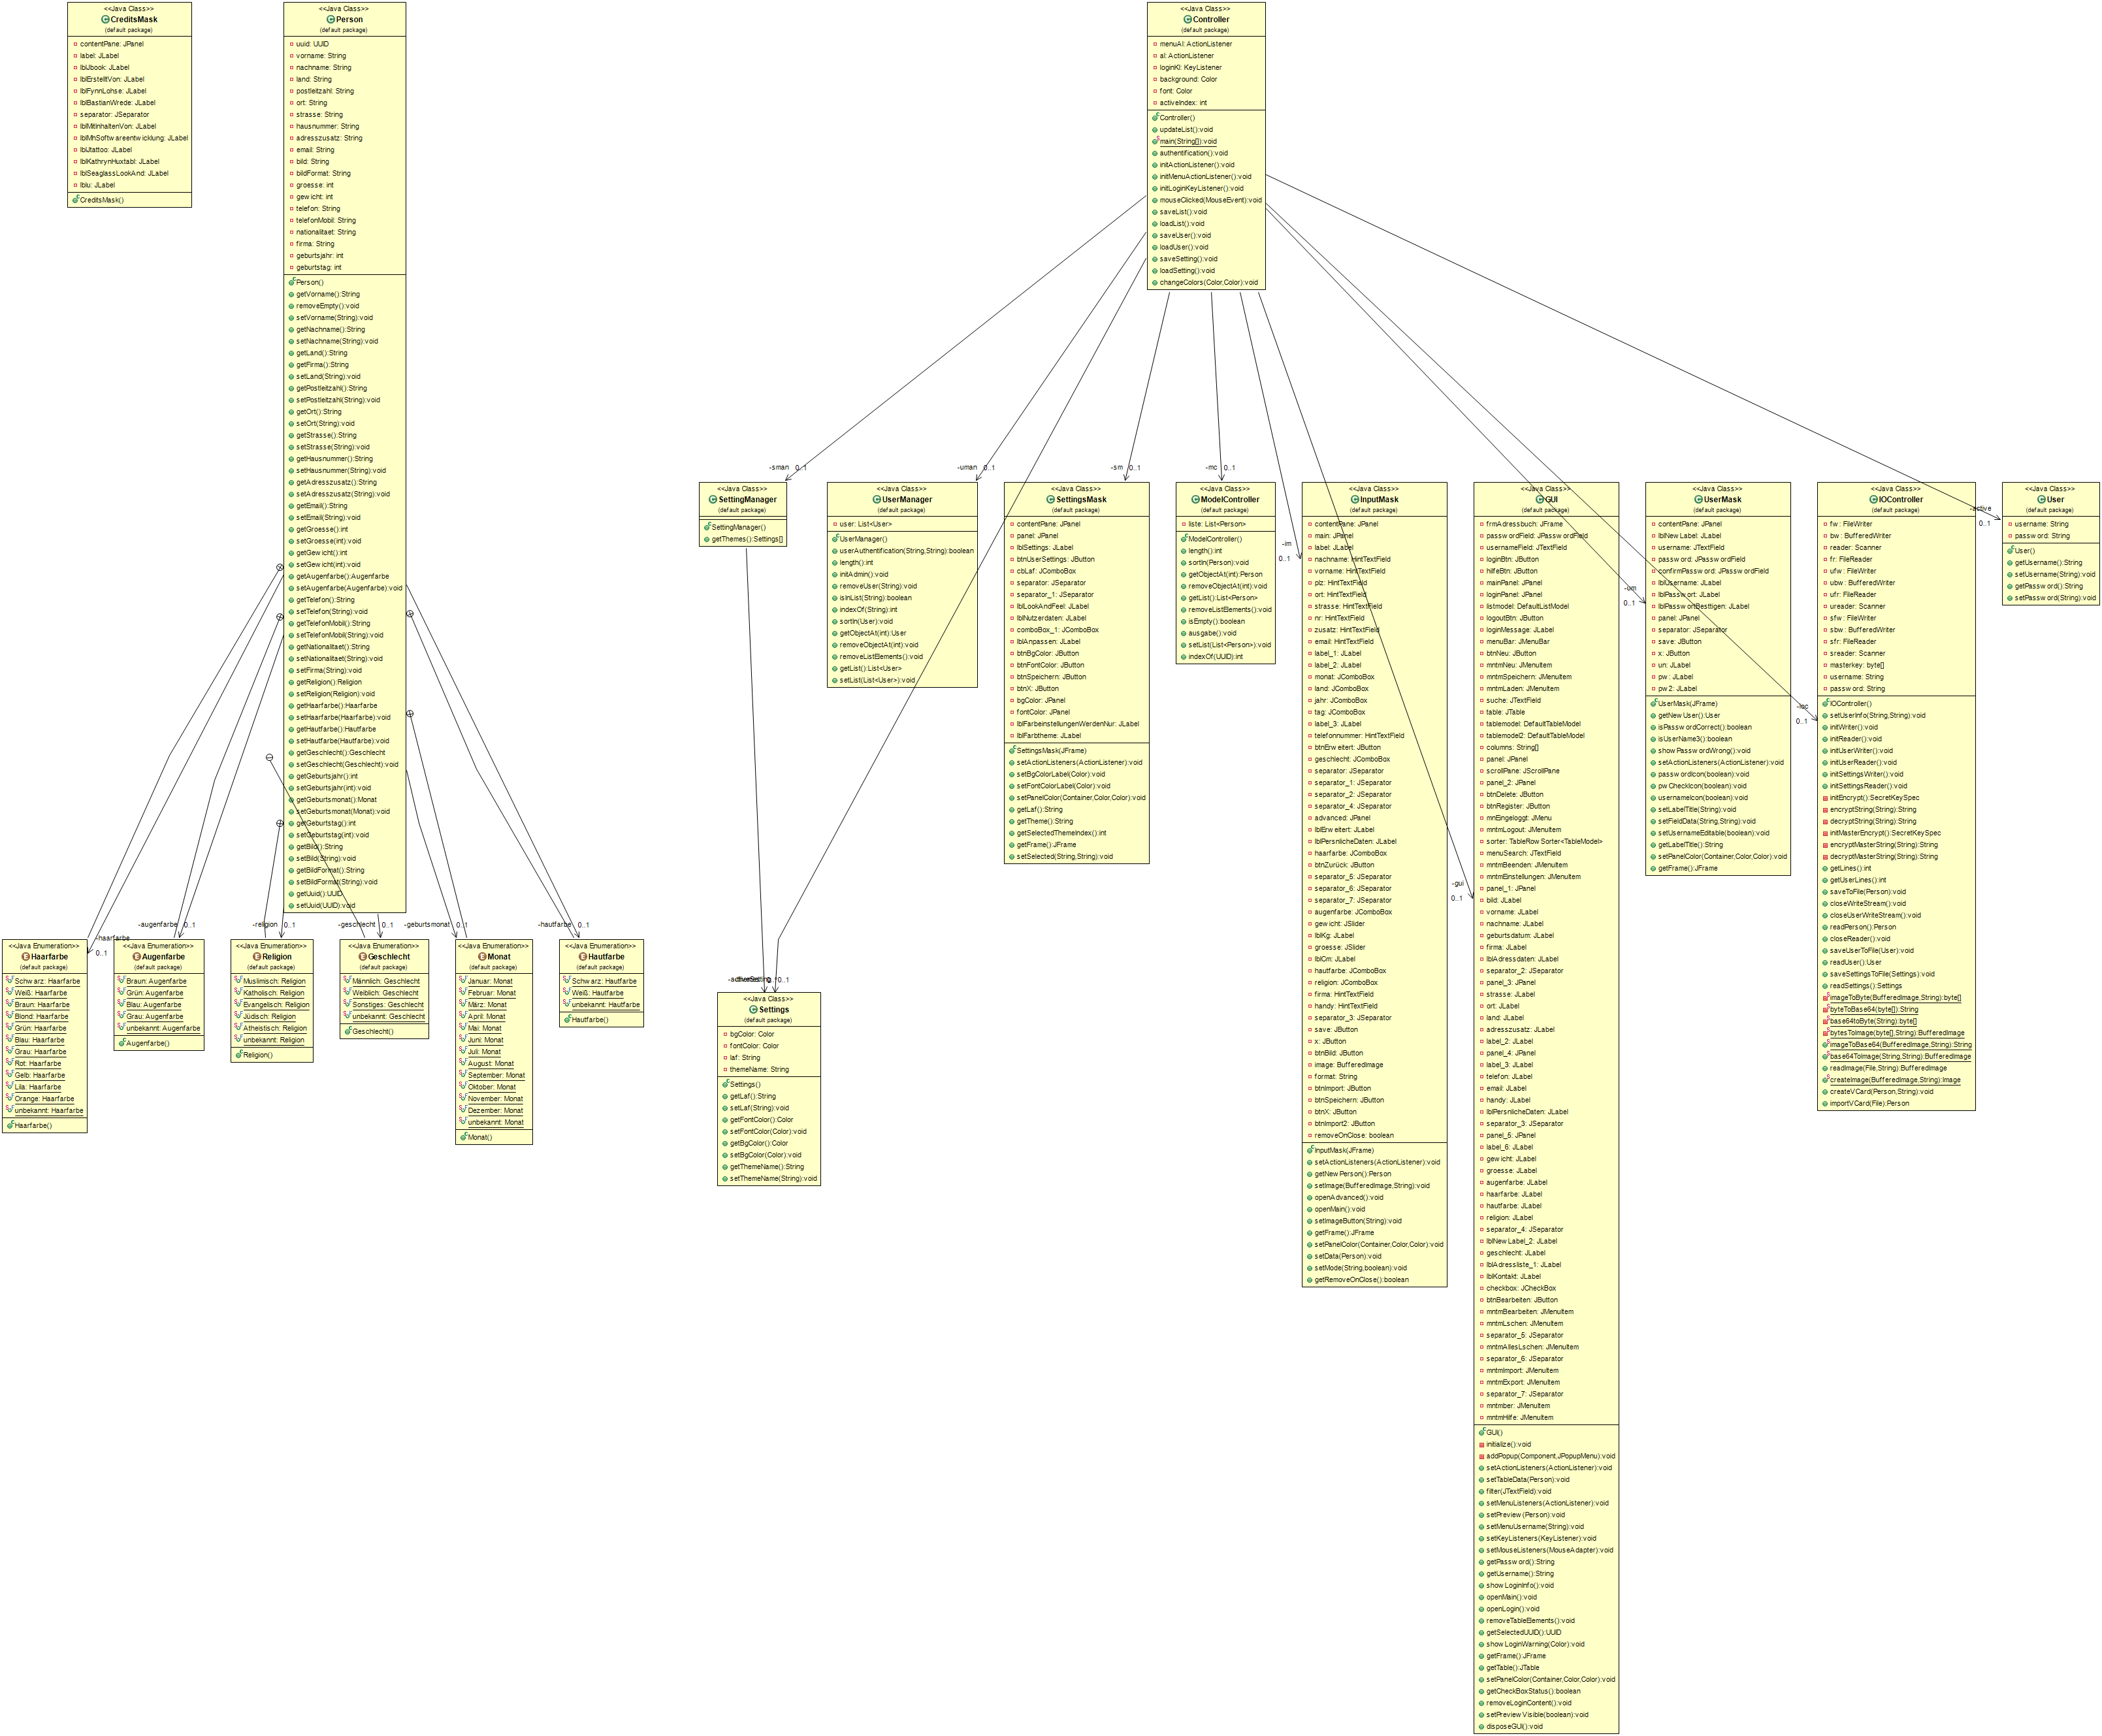 <<Java Class>>
CreditsMask
(default package)
contentPane: JPanel
label: JLabel
lblJbook: JLabel
lblErstelltVon: JLabel
lblFynnLohse: JLabel
lblBastianWrede: JLabel
separator: JSeparator
lblMitInhaltenVon: JLabel
lblMhSoftwareentwicklung: JLabel
lblJtattoo: JLabel
lblKathrynHuxtabl: JLabel
lblSeaglassLookAnd: JLabel
lblu: JLabel
CreditsMask()
<<Java Class>>
Person
(default package)
uuid: UUID
vorname: String
nachname: String
land: String
postleitzahl: String
ort: String
strasse: String
hausnummer: String
adresszusatz: String
email: String
bild: String
bildFormat: String
groesse: int
gewicht: int
telefon: String
telefonMobil: String
nationalitaet: String
firma: String
geburtsjahr: int
geburtstag: int
Person()
getVorname():String
removeEmpty():void
setVorname(String):void
getNachname():String
setNachname(String):void
getLand():String
getFirma():String
setLand(String):void
getPostleitzahl():String
setPostleitzahl(String):void
getOrt():String
setOrt(String):void
getStrasse():String
setStrasse(String):void
getHausnummer():String
setHausnummer(String):void
getAdresszusatz():String
setAdresszusatz(String):void
getEmail():String
setEmail(String):void
getGroesse():int
setGroesse(int):void
getGewicht():int
setGewicht(int):void
getAugenfarbe():Augenfarbe
setAugenfarbe(Augenfarbe):void
getTelefon():String
setTelefon(String):void
getTelefonMobil():String
setTelefonMobil(String):void
getNationalitaet():String
setNationalitaet(String):void
setFirma(String):void
getReligion():Religion
setReligion(Religion):void
getHaarfarbe():Haarfarbe
setHaarfarbe(Haarfarbe):void
getHautfarbe():Hautfarbe
setHautfarbe(Hautfarbe):void
getGeschlecht():Geschlecht
setGeschlecht(Geschlecht):void
getGeburtsjahr():int
setGeburtsjahr(int):void
getGeburtsmonat():Monat
setGeburtsmonat(Monat):void
getGeburtstag():int
setGeburtstag(int):void
getBild():String
setBild(String):void
getBildFormat():String
setBildFormat(String):void
getUuid():UUID
setUuid(UUID):void
<<Java Class>>
Controller
(default package)
menuAl: ActionListener
al: ActionListener
loginKl: KeyListener
background: Color
font: Color
activeIndex: int
Controller()
updateList():void
main(String[]):void
authentification():void
initActionListener():void
initMenuActionListener():void
initLoginKeyListener():void
mouseClicked(MouseEvent):void
saveList():void
loadList():void
saveUser():void
loadUser():void
saveSetting():void
loadSetting():void
changeColors(Color,Color):void
-sman 0..1
-uman 0..1
-sm 0..1
-mc 0..1
-im
0..1
-gui
0..1
-um
0..1
-ioc
0..1
-active
0..1
<<Java Class>>
SettingManager
(default package)
SettingManager()
getThemes():Settings[]
<<Java Class>>
UserManager
(default package)
user: List<User>
UserManager()
userAuthentification(String,String):boolean
length():int
initAdmin():void
removeUser(String):void
isInList(String):boolean
indexOf(String):int
sortIn(User):void
getObjectAt(int):User
removeObjectAt(int):void
removeListElements():void
getList():List<User>
setList(List<User>):void
<<Java Class>>
SettingsMask
(default package)
contentPane: JPanel
panel: JPanel
lblSettings: JLabel
btnUserSettings: JButton
cbLaf: JComboBox
separator: JSeparator
separator_1: JSeparator
lblLookAndFeel: JLabel
lblNutzerdaten: JLabel
comboBox_1: JComboBox
lblAnpassen: JLabel
btnBgColor: JButton
btnFontColor: JButton
btnSpeichern: JButton
btnX: JButton
bgColor: JPanel
fontColor: JPanel
lblFarbeinstellungenWerdenNur: JLabel
lblFarbtheme: JLabel
SettingsMask(JFrame)
setActionListeners(ActionListener):void
setBgColorLabel(Color):void
setFontColorLabel(Color):void
setPanelColor(Container,Color,Color):void
getLaf():String
getTheme():String
getSelectedThemeIndex():int
getFrame():JFrame
setSelected(String,String):void
<<Java Class>>
ModelController
(default package)
liste: List<Person>
ModelController()
length():int
sortIn(Person):void
getObjectAt(int):Person
removeObjectAt(int):void
getList():List<Person>
removeListElements():void
isEmpty():boolean
ausgabe():void
setList(List<Person>):void
indexOf(UUID):int
<<Java Class>>
InputMask
(default package)
contentPane: JPanel
main: JPanel
label: JLabel
nachname: HintTextField
vorname: HintTextField
plz: HintTextField
ort: HintTextField
strasse: HintTextField
nr: HintTextField
zusatz: HintTextField
email: HintTextField
label_1: JLabel
label_2: JLabel
monat: JComboBox
land: JComboBox
jahr: JComboBox
tag: JComboBox
label_3: JLabel
telefonnummer: HintTextField
btnErweitert: JButton
geschlecht: JComboBox
separator: JSeparator
separator_1: JSeparator
separator_2: JSeparator
separator_4: JSeparator
advanced: JPanel
lblErweitert: JLabel
lblPersnlicheDaten: JLabel
haarfarbe: JComboBox
btnZurück: JButton
separator_5: JSeparator
separator_6: JSeparator
separator_7: JSeparator
augenfarbe: JComboBox
gewicht: JSlider
lblKg: JLabel
groesse: JSlider
lblCm: JLabel
hautfarbe: JComboBox
religion: JComboBox
firma: HintTextField
handy: HintTextField
separator_3: JSeparator
save: JButton
x: JButton
btnBild: JButton
image: BufferedImage
format: String
btnImport: JButton
btnSpeichern: JButton
btnX: JButton
btnImport2: JButton
removeOnClose: boolean
InputMask(JFrame)
setActionListeners(ActionListener):void
getNewPerson():Person
setImage(BufferedImage,String):void
openAdvanced():void
openMain():void
setImageButton(String):void
getFrame():JFrame
setPanelColor(Container,Color,Color):void
setData(Person):void
setMode(String,boolean):void
getRemoveOnClose():boolean
<<Java Class>>
GUI
(default package)
frmAdressbuch: JFrame
passwordField: JPasswordField
usernameField: JTextField
loginBtn: JButton
hilfeBtn: JButton
mainPanel: JPanel
loginPanel: JPanel
listmodel: DefaultListModel
logoutBtn: JButton
loginMessage: JLabel
menuBar: JMenuBar
btnNeu: JButton
mntmNeu: JMenuItem
mntmSpeichern: JMenuItem
mntmLaden: JMenuItem
suche: JTextField
table: JTable
tablemodel: DefaultTableModel
tablemodel2: DefaultTableModel
columns: String[]
panel: JPanel
scrollPane: JScrollPane
panel_2: JPanel
btnDelete: JButton
btnRegister: JButton
mnEingeloggt: JMenu
mntmLogout: JMenuItem
sorter: TableRowSorter<TableModel>
menuSearch: JTextField
mntmBeenden: JMenuItem
mntmEinstellungen: JMenuItem
panel_1: JPanel
bild: JLabel
vorname: JLabel
nachname: JLabel
geburtsdatum: JLabel
firma: JLabel
lblAdressdaten: JLabel
separator_2: JSeparator
panel_3: JPanel
strasse: JLabel
ort: JLabel
land: JLabel
adresszusatz: JLabel
label_2: JLabel
panel_4: JPanel
label_3: JLabel
telefon: JLabel
email: JLabel
handy: JLabel
lblPersnlicheDaten: JLabel
separator_3: JSeparator
panel_5: JPanel
label_6: JLabel
gewicht: JLabel
groesse: JLabel
augenfarbe: JLabel
haarfarbe: JLabel
hautfarbe: JLabel
religion: JLabel
separator_4: JSeparator
lblNewLabel_2: JLabel
geschlecht: JLabel
lblAdressliste_1: JLabel
lblKontakt: JLabel
checkbox: JCheckBox
btnBearbeiten: JButton
mntmBearbeiten: JMenuItem
mntmLschen: JMenuItem
separator_5: JSeparator
mntmAllesLschen: JMenuItem
separator_6: JSeparator
mntmImport: JMenuItem
mntmExport: JMenuItem
separator_7: JSeparator
mntmber: JMenuItem
mntmHilfe: JMenuItem
GUI()
initialize():void
addPopup(Component,JPopupMenu):void
setActionListeners(ActionListener):void
setTableData(Person):void
filter(JTextField):void
setMenuListeners(ActionListener):void
setPreview(Person):void
setMenuUsername(String):void
setKeyListeners(KeyListener):void
setMouseListeners(MouseAdapter):void
getPassword():String
getUsername():String
showLoginInfo():void
openMain():void
openLogin():void
removeTableElements():void
getSelectedUUID():UUID
showLoginWarning(Color):void
getFrame():JFrame
getTable():JTable
setPanelColor(Container,Color,Color):void
getCheckBoxStatus():boolean
removeLoginContent():void
setPreviewVisible(boolean):void
disposeGUI():void
<<Java Class>>
UserMask
(default package)
contentPane: JPanel
lblNewLabel: JLabel
username: JTextField
password: JPasswordField
confirmPassword: JPasswordField
lblUsername: JLabel
lblPasswort: JLabel
lblPasswortBesttigen: JLabel
panel: JPanel
separator: JSeparator
save: JButton
x: JButton
un: JLabel
pw: JLabel
pw2: JLabel
UserMask(JFrame)
getNewUser():User
isPasswordCorrect():boolean
isUserName3():boolean
showPasswordWrong():void
setActionListeners(ActionListener):void
passwordIcon(boolean):void
pwCheckIcon(boolean):void
usernameIcon(boolean):void
setLabelTitle(String):void
setFieldData(String,String):void
setUsernameEditable(boolean):void
getLabelTitle():String
setPanelColor(Container,Color,Color):void
getFrame():JFrame
<<Java Class>>
IOController
(default package)
fw: FileWriter
bw: BufferedWriter
reader: Scanner
fr: FileReader
ufw: FileWriter
ubw: BufferedWriter
ufr: FileReader
ureader: Scanner
sfw: FileWriter
sbw: BufferedWriter
sfr: FileReader
sreader: Scanner
masterkey: byte[]
username: String
password: String
IOController()
setUserInfo(String,String):void
initWriter():void
initReader():void
initUserWriter():void
initUserReader():void
initSettingsWriter():void
initSettingsReader():void
initEncrypt():SecretKeySpec
encryptString(String):String
decryptString(String):String
initMasterEncrypt():SecretKeySpec
encryptMasterString(String):String
decryptMasterString(String):String
getLines():int
getUserLines():int
saveToFile(Person):void
closeWriteStream():void
closeUserWriteStream():void
readPerson():Person
closeReader():void
saveUserToFile(User):void
readUser():User
saveSettingsToFile(Settings):void
readSettings():Settings
imageToByte(BufferedImage,String):byte[]
byteToBase64(byte[]):String
base64toByte(String):byte[]
bytesToImage(byte[],String):BufferedImage
imageToBase64(BufferedImage,String):String
base64ToImage(String,String):BufferedImage
readImage(File,String):BufferedImage
createImage(BufferedImage,String):Image
createVCard(Person,String):void
importVCard(File):Person
<<Java Class>>
User
(default package)
username: String
password: String
User()
getUsername():String
setUsername(String):void
getPassword():String
setPassword(String):void
-haarfarbe
0..1
-augenfarbe 0..1
-religion 0..1
-geschlecht 0..1
-geburtsmonat 0..1
-hautfarbe 0..1
<<Java Enumeration>>
Haarfarbe
(default package)
Schwarz: Haarfarbe
Weiß: Haarfarbe
Braun: Haarfarbe
Blond: Haarfarbe
Grün: Haarfarbe
Blau: Haarfarbe
Grau: Haarfarbe
Rot: Haarfarbe
Gelb: Haarfarbe
Lila: Haarfarbe
Orange: Haarfarbe
unbekannt: Haarfarbe
Haarfarbe()
<<Java Enumeration>>
Augenfarbe
(default package)
Braun: Augenfarbe
Grün: Augenfarbe
Blau: Augenfarbe
Grau: Augenfarbe
unbekannt: Augenfarbe
Augenfarbe()
<<Java Enumeration>>
Religion
(default package)
Muslimisch: Religion
Katholisch: Religion
Evangelisch: Religion
Jüdisch: Religion
Atheistisch: Religion
unbekannt: Religion
Religion()
<<Java Enumeration>>
Geschlecht
(default package)
Männlich: Geschlecht
Weiblich: Geschlecht
Sonstiges: Geschlecht
unbekannt: Geschlecht
Geschlecht()
<<Java Enumeration>>
Monat
(default package)
Januar: Monat
Februar: Monat
März: Monat
April: Monat
Mai: Monat
Juni: Monat
Juli: Monat
August: Monat
September: Monat
Oktober: Monat
November: Monat
Dezember: Monat
unbekannt: Monat
Monat()
<<Java Enumeration>>
Hautfarbe
(default package)
Schwarz: Hautfarbe
Weiß: Hautfarbe
unbekannt: Hautfarbe
Hautfarbe()
0..1
<<Java Class>>
Settings
(default package)
bgColor: Color
fontColor: Color
laf: String
themeName: String
Settings()
getLaf():String
setLaf(String):void
getFontColor():Color
setFontColor(Color):void
getBgColor():Color
setBgColor(Color):void
getThemeName():String
setThemeName(String):void